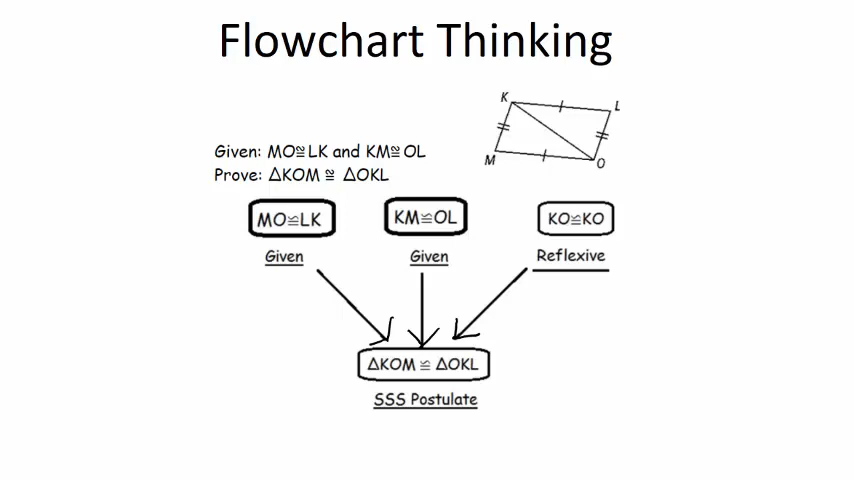 Flowchart Thinking
K
L
M
O
Given: MO≅LK and KM≅OL
Prove: ΔKOM ≅ ΔOKL
MO≅LK
KM≅OL
KO≅KO
Given
Given
Reflexive
ΔKOM ≅ ΔOKL
SSS Postulate